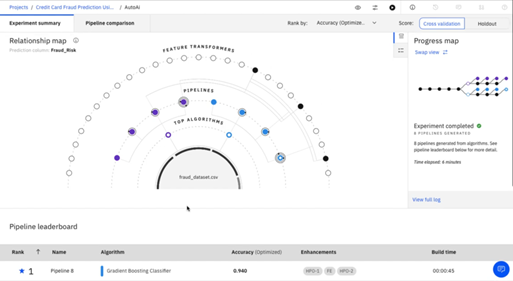 Projects / Credit Card Fraud Prediction Usi... / AutoAI
Experiment summary
Pipeline comparison
Rank by: Accuracy (Optimize...
Score: Cross validation Holdout
Relationship map
Prediction column: Fraud_Risk
FEATURE TRANSFORMERS
PIPELINES
TOP ALGORITHMS
fraud_dataset.csv
Progress map
Swap view
Experiment completed
8 PIPELINES GENERATED
8 pipelines generated from algorithms. See
pipeline leaderboard below for more detail.
Time elapsed: 6 minutes
View full log
Pipeline leaderboard
Rank Name Algorithm Accuracy (Optimized) Enhancements Build time
1 Pipeline 8 Gradient Boosting Classifier 0.940 HPO-1 FE HPO-2 00:00:45